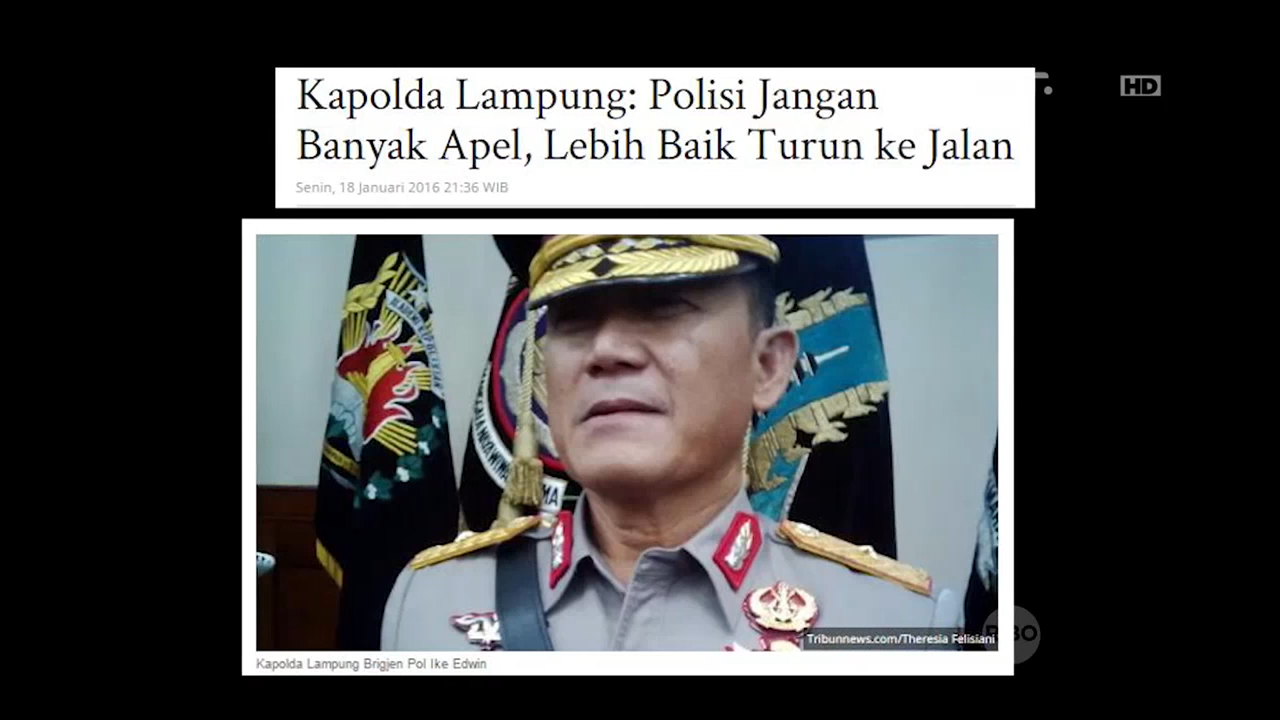 Kapolda Lampung: Polisi Jangan
Banyak Apel, Lebih Baik Turun ke Jalan
Senin, 18 Januari 2016 21:36 WIB
HD
Tribunnews.com/Theresia Felisiani
Kapolda Lampung Brigjen Pol Ike Edwin